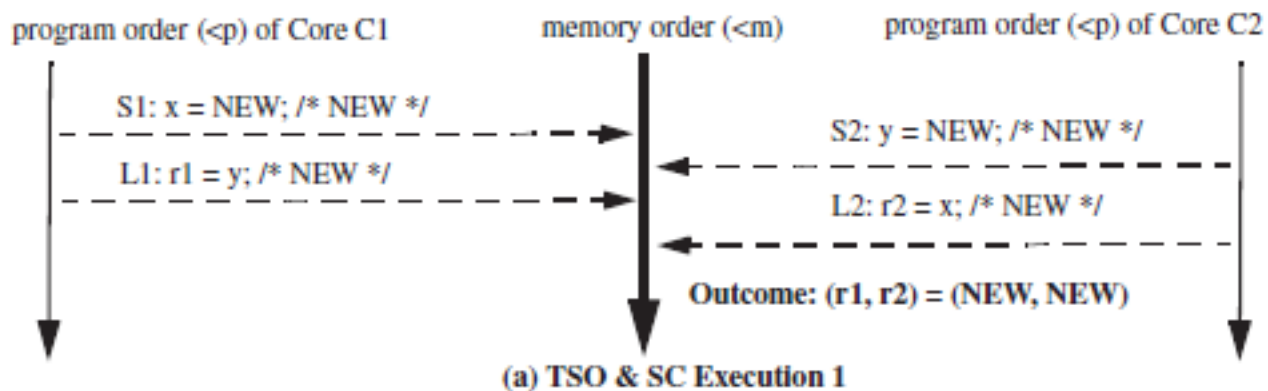 program order (<p) of Core C1 memory order (<m) program order (<p) of Core C2
S1: x = NEW; /* NEW */
S2: y = NEW; /* NEW */
L1: r1 = y; /* NEW */
L2: r2 = x; /* NEW */
Outcome: (r1, r2) = (NEW, NEW)
(a) TSO & SC Execution 1